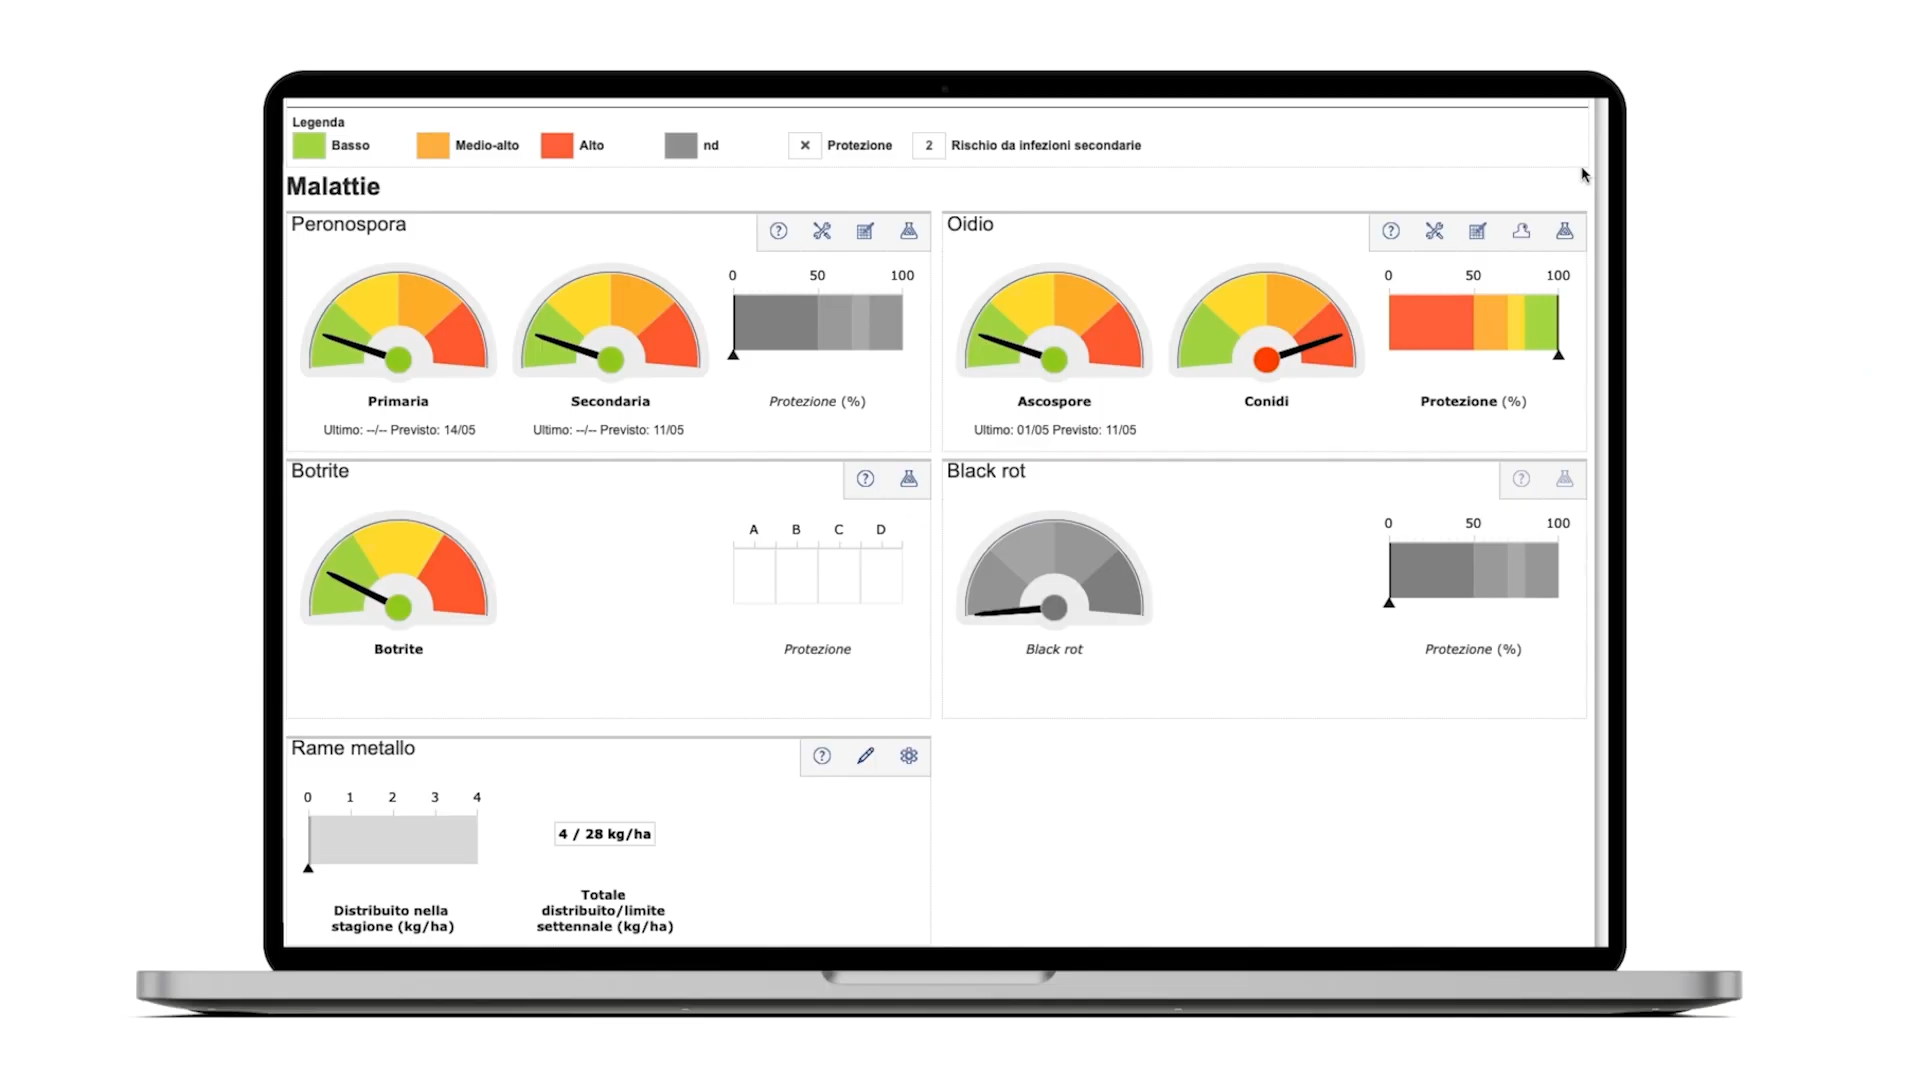 Legenda
Basso Medio-alto Alto nd × Protezione 2 Rischio da infezioni secondarie
Malattie
Peronospora
0 50 100
Primaria Secondaria Protezione (%)
Ultimo: --/-- Previsto: 14/05 Ultimo: --/-- Previsto: 11/05
Oidio
0 50 100
Ascospore Conidi Protezione (%)
Ultimo: 01/05 Previsto: 11/05
Botrite
A B C D
Botrite Protezione
Black rot
0 50 100
Black rot Protezione (%)
Rame metallo
0 1 2 3 4
4 / 28 kg/ha
Distribuito nella
stagione (kg/ha)
Totale
distribuito/limite
settennale (kg/ha)